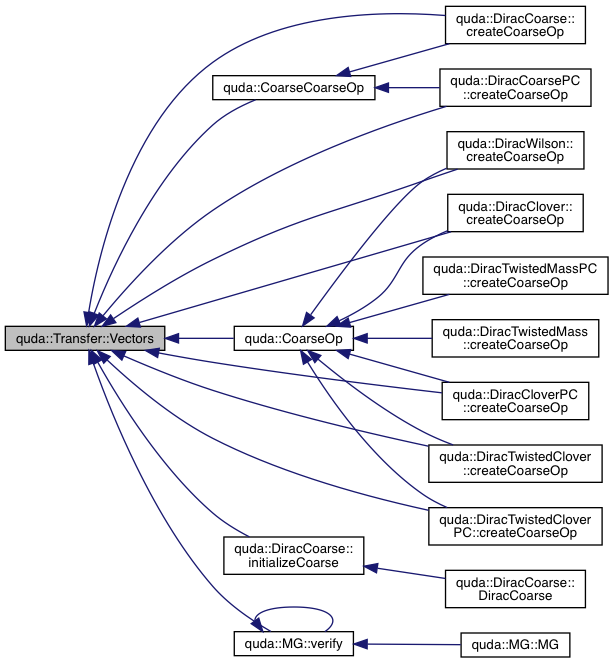 quda::DiracCoarse::
createCoarseOp
quda::CoarseCoarseOp
quda::DiracCoarsePC
::createCoarseOp
quda::DiracWilson::
createCoarseOp
quda::DiracClover::
createCoarseOp
quda::DiracTwistedMassPC
::createCoarseOp
quda::Transfer::Vectors
quda::CoarseOp
quda::DiracTwistedMass
::createCoarseOp
quda::DiracCloverPC
::createCoarseOp
quda::DiracTwistedClover
::createCoarseOp
quda::DiracTwistedClover
PC::createCoarseOp
quda::DiracCoarse::
initializeCoarse
quda::DiracCoarse::
DiracCoarse
quda::MG::verify
quda::MG::MG